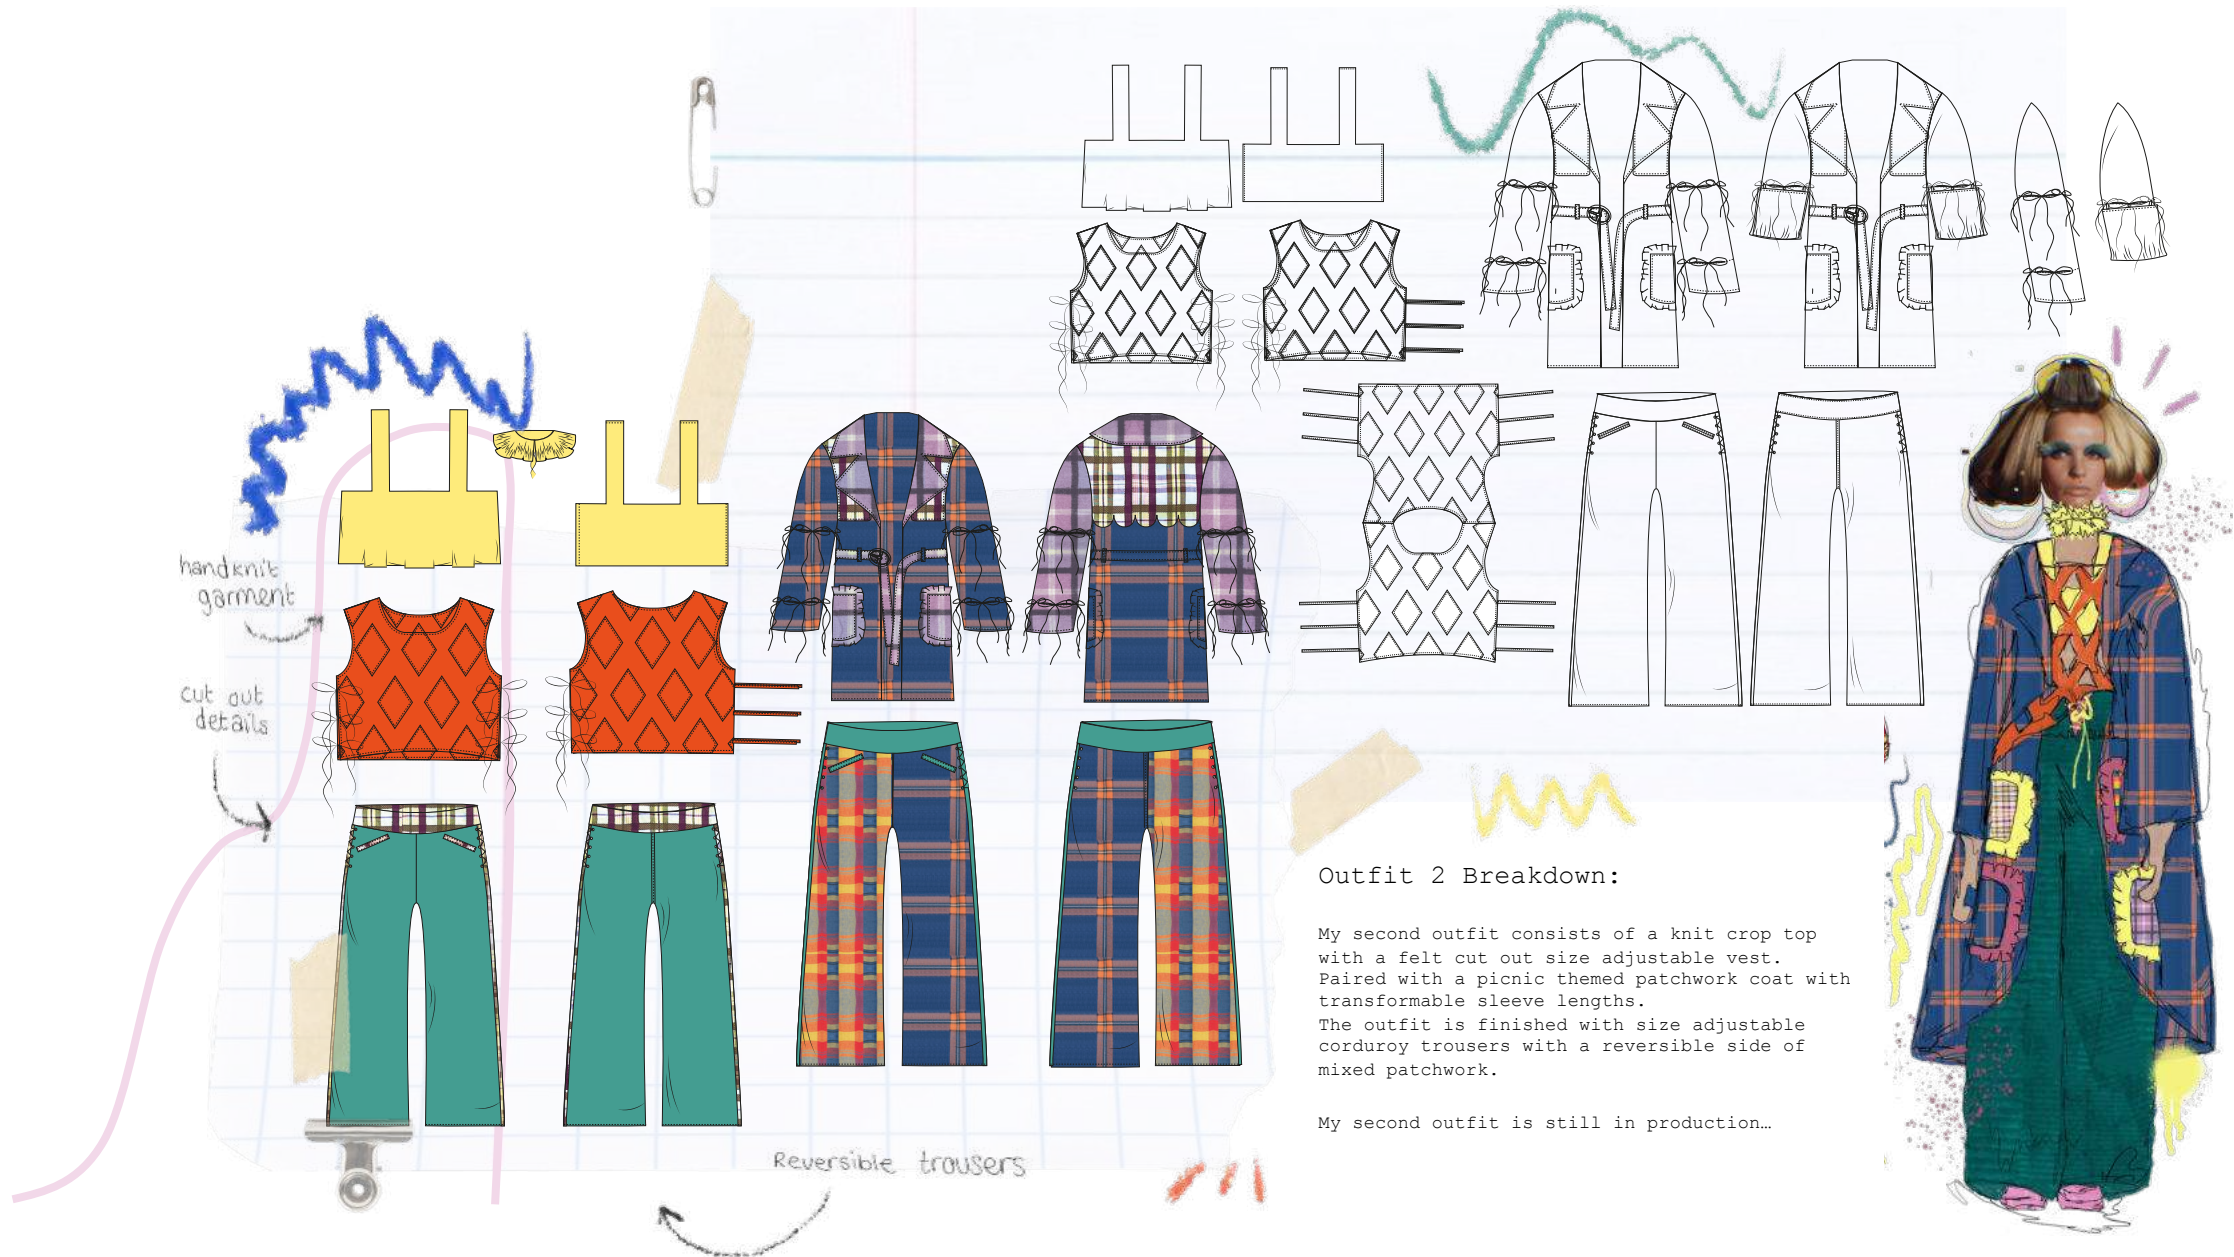 handknit
garment
cut out
details
Reversible trousers
Outfit 2 Breakdown:
My second outfit consists of a knit crop top
with a felt cut out size adjustable vest.
Paired with a picnic themed patchwork coat with
transformable sleeve lengths.
The outfit is finished with size adjustable
corduroy trousers with a reversible side of
mixed patchwork.
My second outfit is still in production…